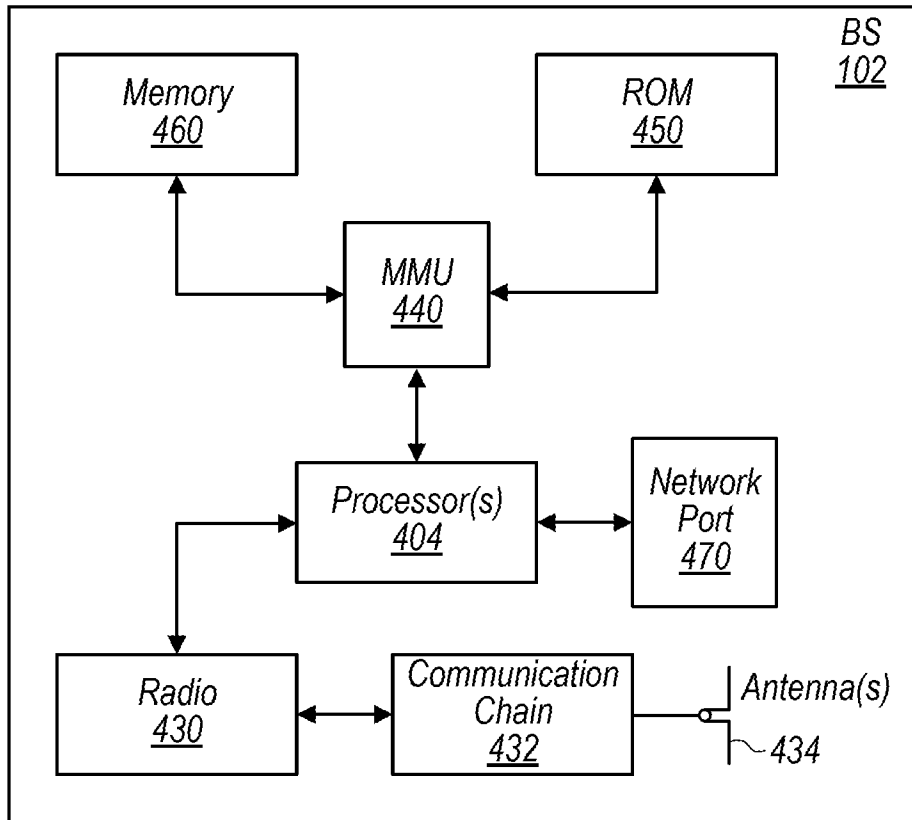 BS
102
Memory
460
ROM
450
MMU
440
Processor(s)
404
Network
Port
470
Radio
430
Communication
Chain
432
Antenna(s)
434